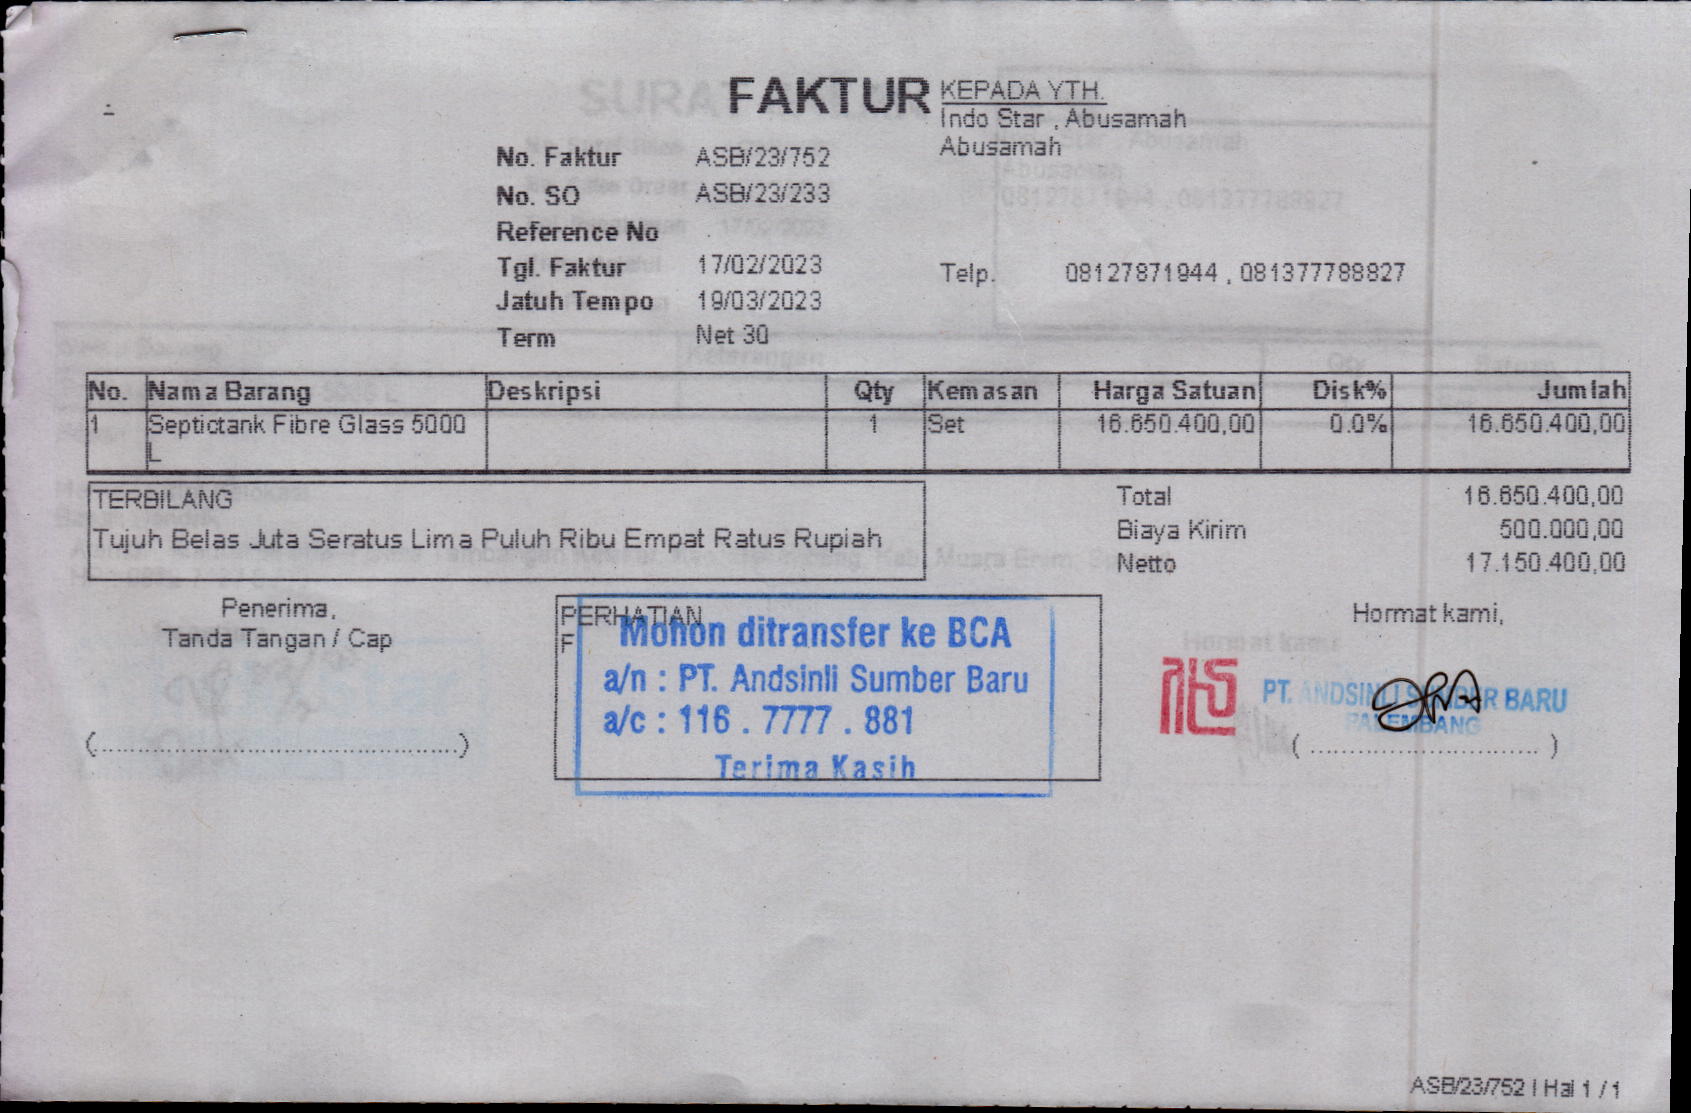 FAKTUR
KEPADA YTH.
Indo Star , Abusamah
Abusamah
No. Faktur ASB/23/752
No. SO ASB/23/233
Reference No
Tgl. Faktur 17/02/2023
Jatuh Tempo 19/03/2023
Term Net 30
Telp. 08127871944 , 081377788827
No. Nama Barang Deskripsi Qty Kemasan Harga Satuan Disk% Jumlah
1 Septictank Fibre Glass 5000 1 Set 16.650.400,00 0.0% 16.650.400,00
L
TERBILANG
Tujuh Belas Juta Seratus Lima Puluh Ribu Empat Ratus Rupiah
Total 16.650.400,00
Biaya Kirim 500.000,00
Netto 17.150.400,00
Penerima,
Tanda Tangan / Cap
(.....................................................)
PERHATIAN
F
Mohon ditransfer ke BCA
a/n : PT. Andsinli Sumber Baru
a/c : 116 . 7777 . 881
Terima Kasih
Hormat kami,
PT. ANDSINLI SUMBER BARU
PALEMBANG
( .................................. )
ASB/23/752 | Hal 1 / 1